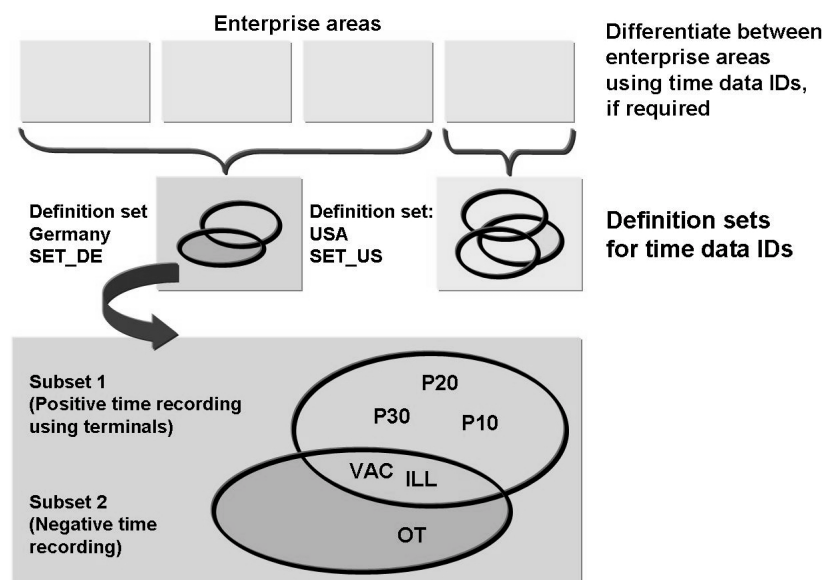 Enterprise areas
Differentiate between
enterprise areas
using time data IDs,
if required
Definition set
Germany
SET_DE
Definition set:
USA
SET_US
Definition sets
for time data IDs
Subset 1
(Positive time recording
using terminals)
P20
P30
P10
VAC
ILL
Subset 2
(Negative time
recording)
OT